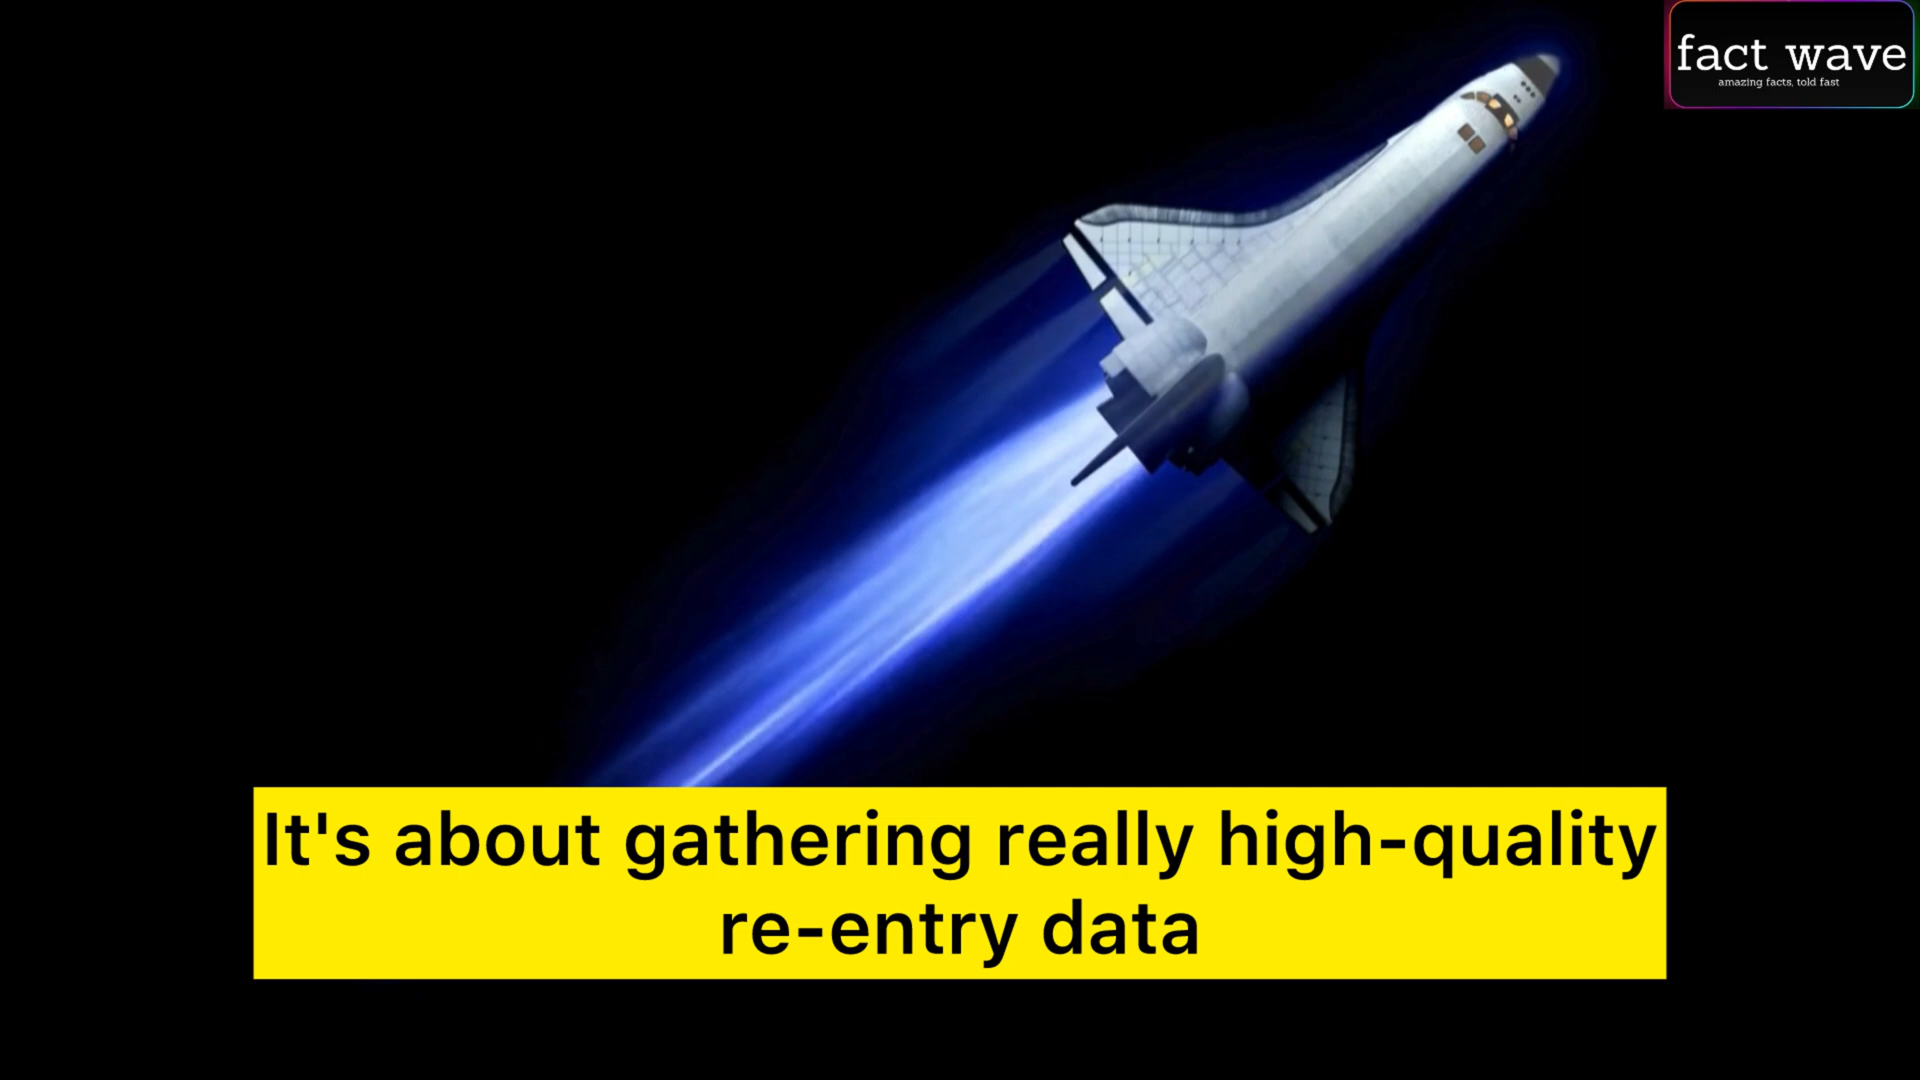 fact wave
amazing facts, told fast
It's about gathering really high-quality
re-entry data